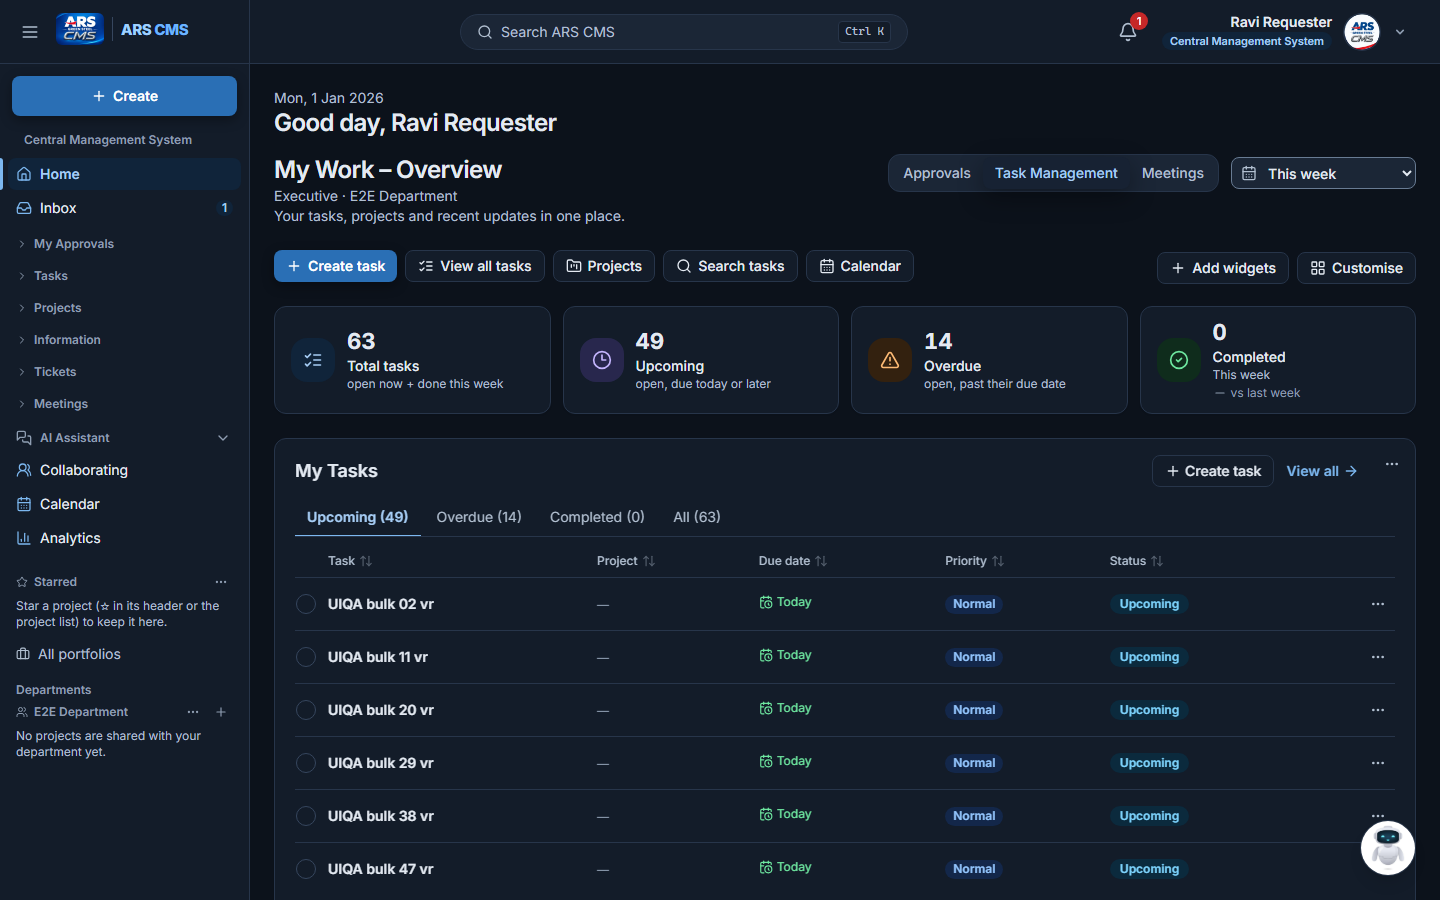 ARS
CMS
ARS CMS
Search ARS CMS
Ctrl K
1
Ravi Requester
Central Management System
ARS
CMS
Create
Central Management System
Home
Inbox
1
My Approvals
Tasks
Projects
Information
Tickets
Meetings
AI Assistant
Collaborating
Calendar
Analytics
Starred
Star a project (☆ in its header or the
project list) to keep it here.
All portfolios
Departments
E2E Department
No projects are shared with your
department yet.
Mon, 1 Jan 2026
Good day, Ravi Requester
My Work – Overview
Executive · E2E Department
Your tasks, projects and recent updates in one place.
Approvals Task Management Meetings
This week
Create task View all tasks Projects Search tasks Calendar
Add widgets Customise
63
Total tasks
open now + done this week
49
Upcoming
open, due today or later
14
Overdue
open, past their due date
0
Completed
This week
— vs last week
My Tasks
Create task View all →
Upcoming (49) Overdue (14) Completed (0) All (63)
Task Project Due date Priority Status
UIQA bulk 02 vr — Today Normal Upcoming
UIQA bulk 11 vr — Today Normal Upcoming
UIQA bulk 20 vr — Today Normal Upcoming
UIQA bulk 29 vr — Today Normal Upcoming
UIQA bulk 38 vr — Today Normal Upcoming
UIQA bulk 47 vr — Today Normal Upcoming